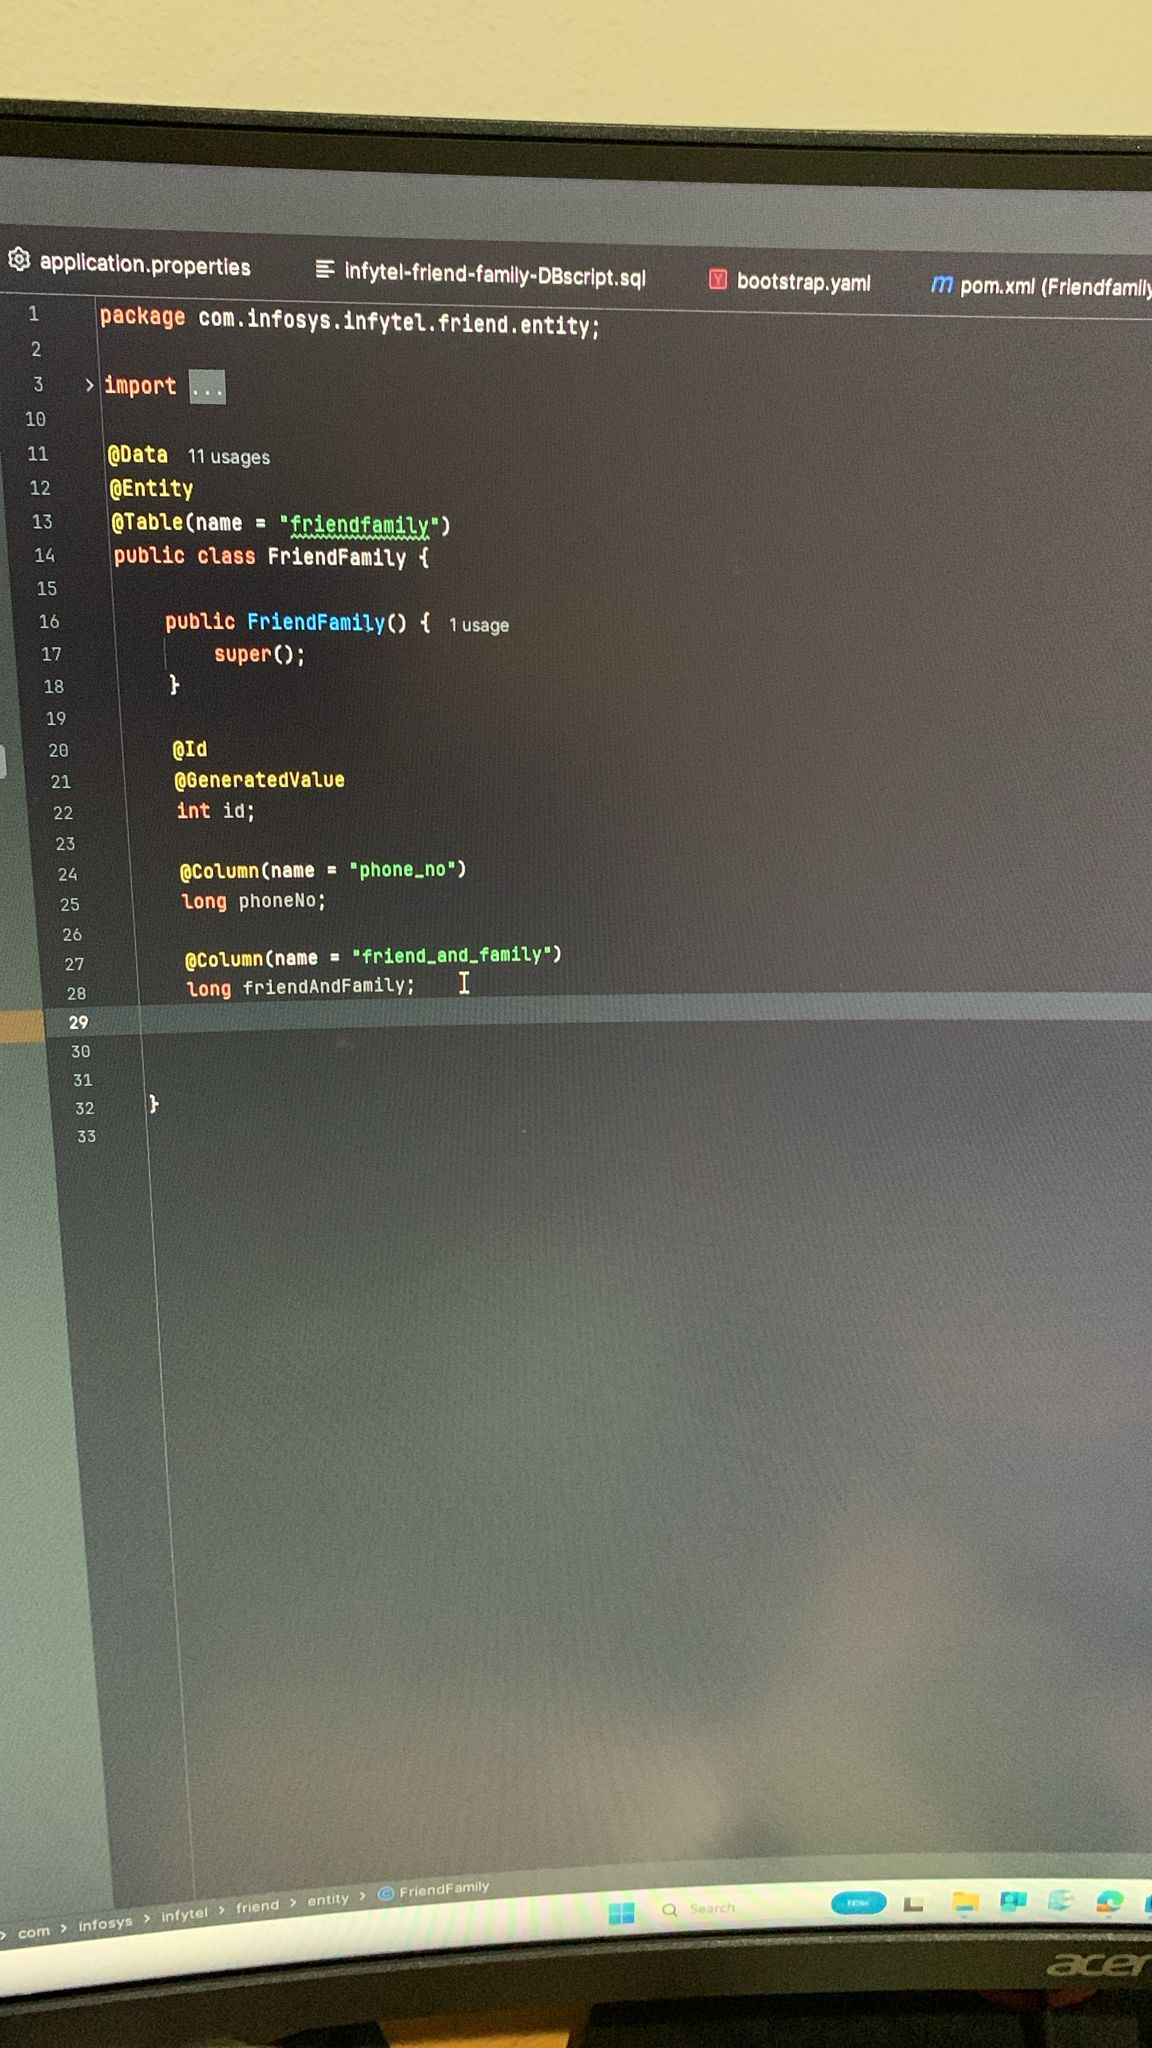 application.properties infytel-friend-family-DBscript.sql bootstrap.yaml pom.xml (Friendfamily
1 package com.infosys.infytel.friend.entity;
2
3 > import ...
10
11 @Data 11 usages
12 @Entity
13 @Table(name = "friendfamily")
14 public class FriendFamily {
15
16 public FriendFamily() { 1 usage
17 super();
18 }
19
20 @Id
21 @GeneratedValue
22 int id;
23
24 @Column(name = "phone_no")
25 long phoneNo;
26
27 @Column(name = "friend_and_family")
28 long friendAndFamily;
29
30
31
32 }
33
> com > infosys > infytel > friend > entity > FriendFamily
Search
acer